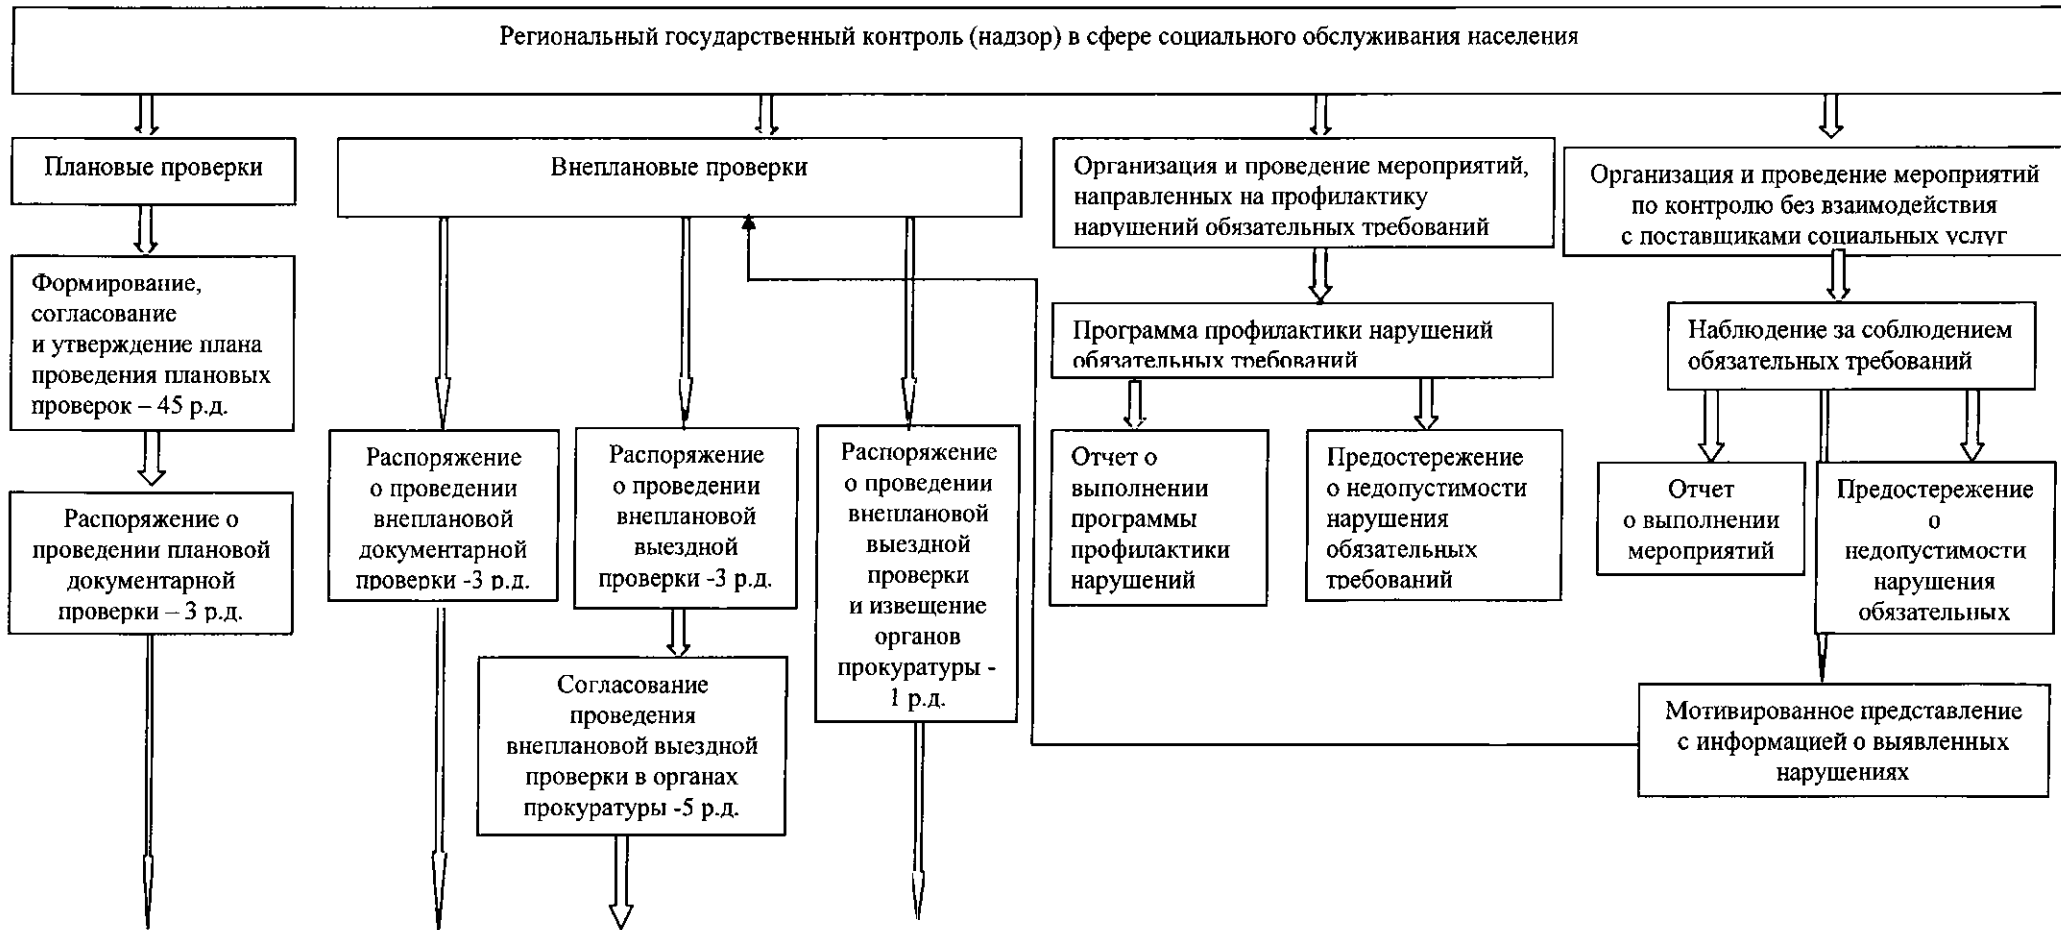 Региональный государственный контроль (надзор) в сфере социального обслуживания населения
Плановые проверки
Внеплановые проверки
Организация и проведение мероприятий,
направленных на профилактику
нарушений обязательных требований
Организация и проведение мероприятий
по контролю без взаимодействия
с поставщиками социальных услуг
Формирование,
согласование
и утверждение плана
проведения плановых
проверок – 45 р.д.
Программа профилактики нарушений
обязательных требований
Наблюдение за соблюдением
обязательных требований
Распоряжение о
проведении плановой
документарной
проверки – 3 р.д.
Распоряжение
о проведении
внеплановой
документарной
проверки -3 р.д.
Распоряжение
о проведении
внеплановой
выездной
проверки -3 р.д.
Распоряжение
о проведении
внеплановой
выездной
проверки
и извещение
органов
прокуратуры -
1 р.д.
Отчет о
выполнении
программы
профилактики
нарушений
Предостережение
о недопустимости
нарушения
обязательных
требований
Отчет
о выполнении
мероприятий
Предостережение
о
недопустимости
нарушения
обязательных
Согласование
проведения
внеплановой выездной
проверки в органах
прокуратуры -5 р.д.
Мотивированное представление
с информацией о выявленных
нарушениях